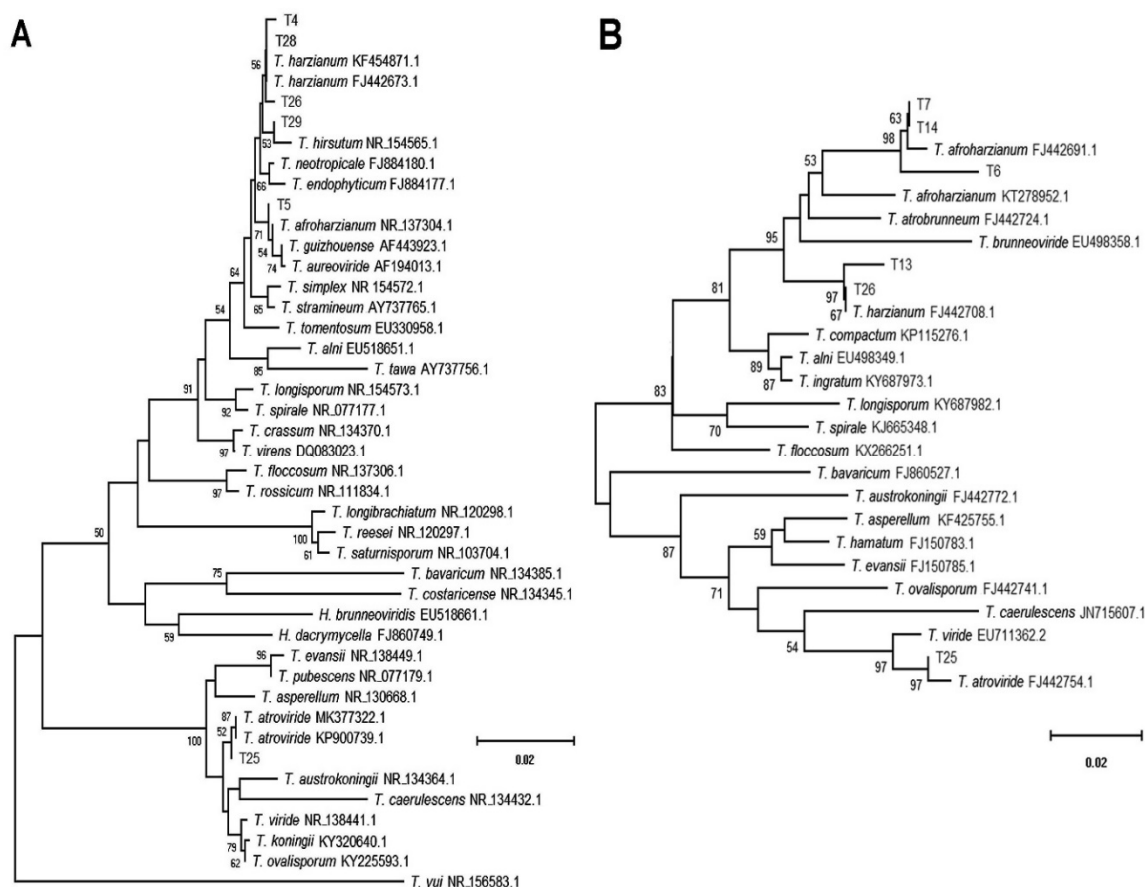 A
T4
T28
56
T. harzianum KF454871.1
T. harzianum FJ442673.1
T26
T29
53
T. hirsutum NR_154565.1
T. neotropicale FJ884180.1
66
T. endophyticum FJ884177.1
T5
T. afroharzianum NR_137304.1
71
T. guizhouense AF443923.1
54
74
T. aureoviride AF194013.1
64
T. simplex NR 154572.1
65
T. stramineum AY737765.1
54
T. tomentosum EU330958.1
T. alni EU518651.1
85
T. tawa AY737756.1
91
T. longisporum NR_154573.1
92
T. spirale NR_077177.1
T. crassum NR_134370.1
97
T. virens DQ083023.1
T. floccosum NR_137306.1
97
T. rossicum NR_111834.1
T. longibrachiatum NR_120298.1
T. reesei NR_120297.1
100
61
T. saturnisporum NR_103704.1
50
75
T. bavaricum NR_134385.1
T. costaricense NR_134345.1
H. brunneoviridis EU518661.1
59
H. dacrymycella FJ860749.1
96
T. evansii NR_138449.1
T. pubescens NR_077179.1
T. asperellum NR_130668.1
87
T. atroviride MK377322.1
52
100
T. atroviride KP900739.1
T25
T. austrokoningii NR_134364.1
T. caerulescens NR_134432.1
T. viride NR_138441.1
79
T. koningii KY320640.1
62
T. ovalisporum KY225593.1
T. yui NR_156583.1
0.02
B
T7
63
T14
98
T. afroharzianum FJ442691.1
53
T6
T. afroharzianum KT278952.1
T. atrobrunneum FJ442724.1
95
T. brunneoviride EU498358.1
T13
81
T26
97
67
T. harzianum FJ442708.1
T. compactum KP115276.1
T. alni EU498349.1
89
87
T. ingratum KY687973.1
83
T. longisporum KY687982.1
70
T. spirale KJ665348.1
T. floccosum KX266251.1
T. bavaricum FJ860527.1
T. austrokoningii FJ442772.1
T. asperellum KF425755.1
59
87
T. hamatum FJ150783.1
T. evansii FJ150785.1
71
T. ovalisporum FJ442741.1
T. caerulescens JN715607.1
54
T. viride EU711362.2
97
T25
97
T. atroviride FJ442754.1
0.02